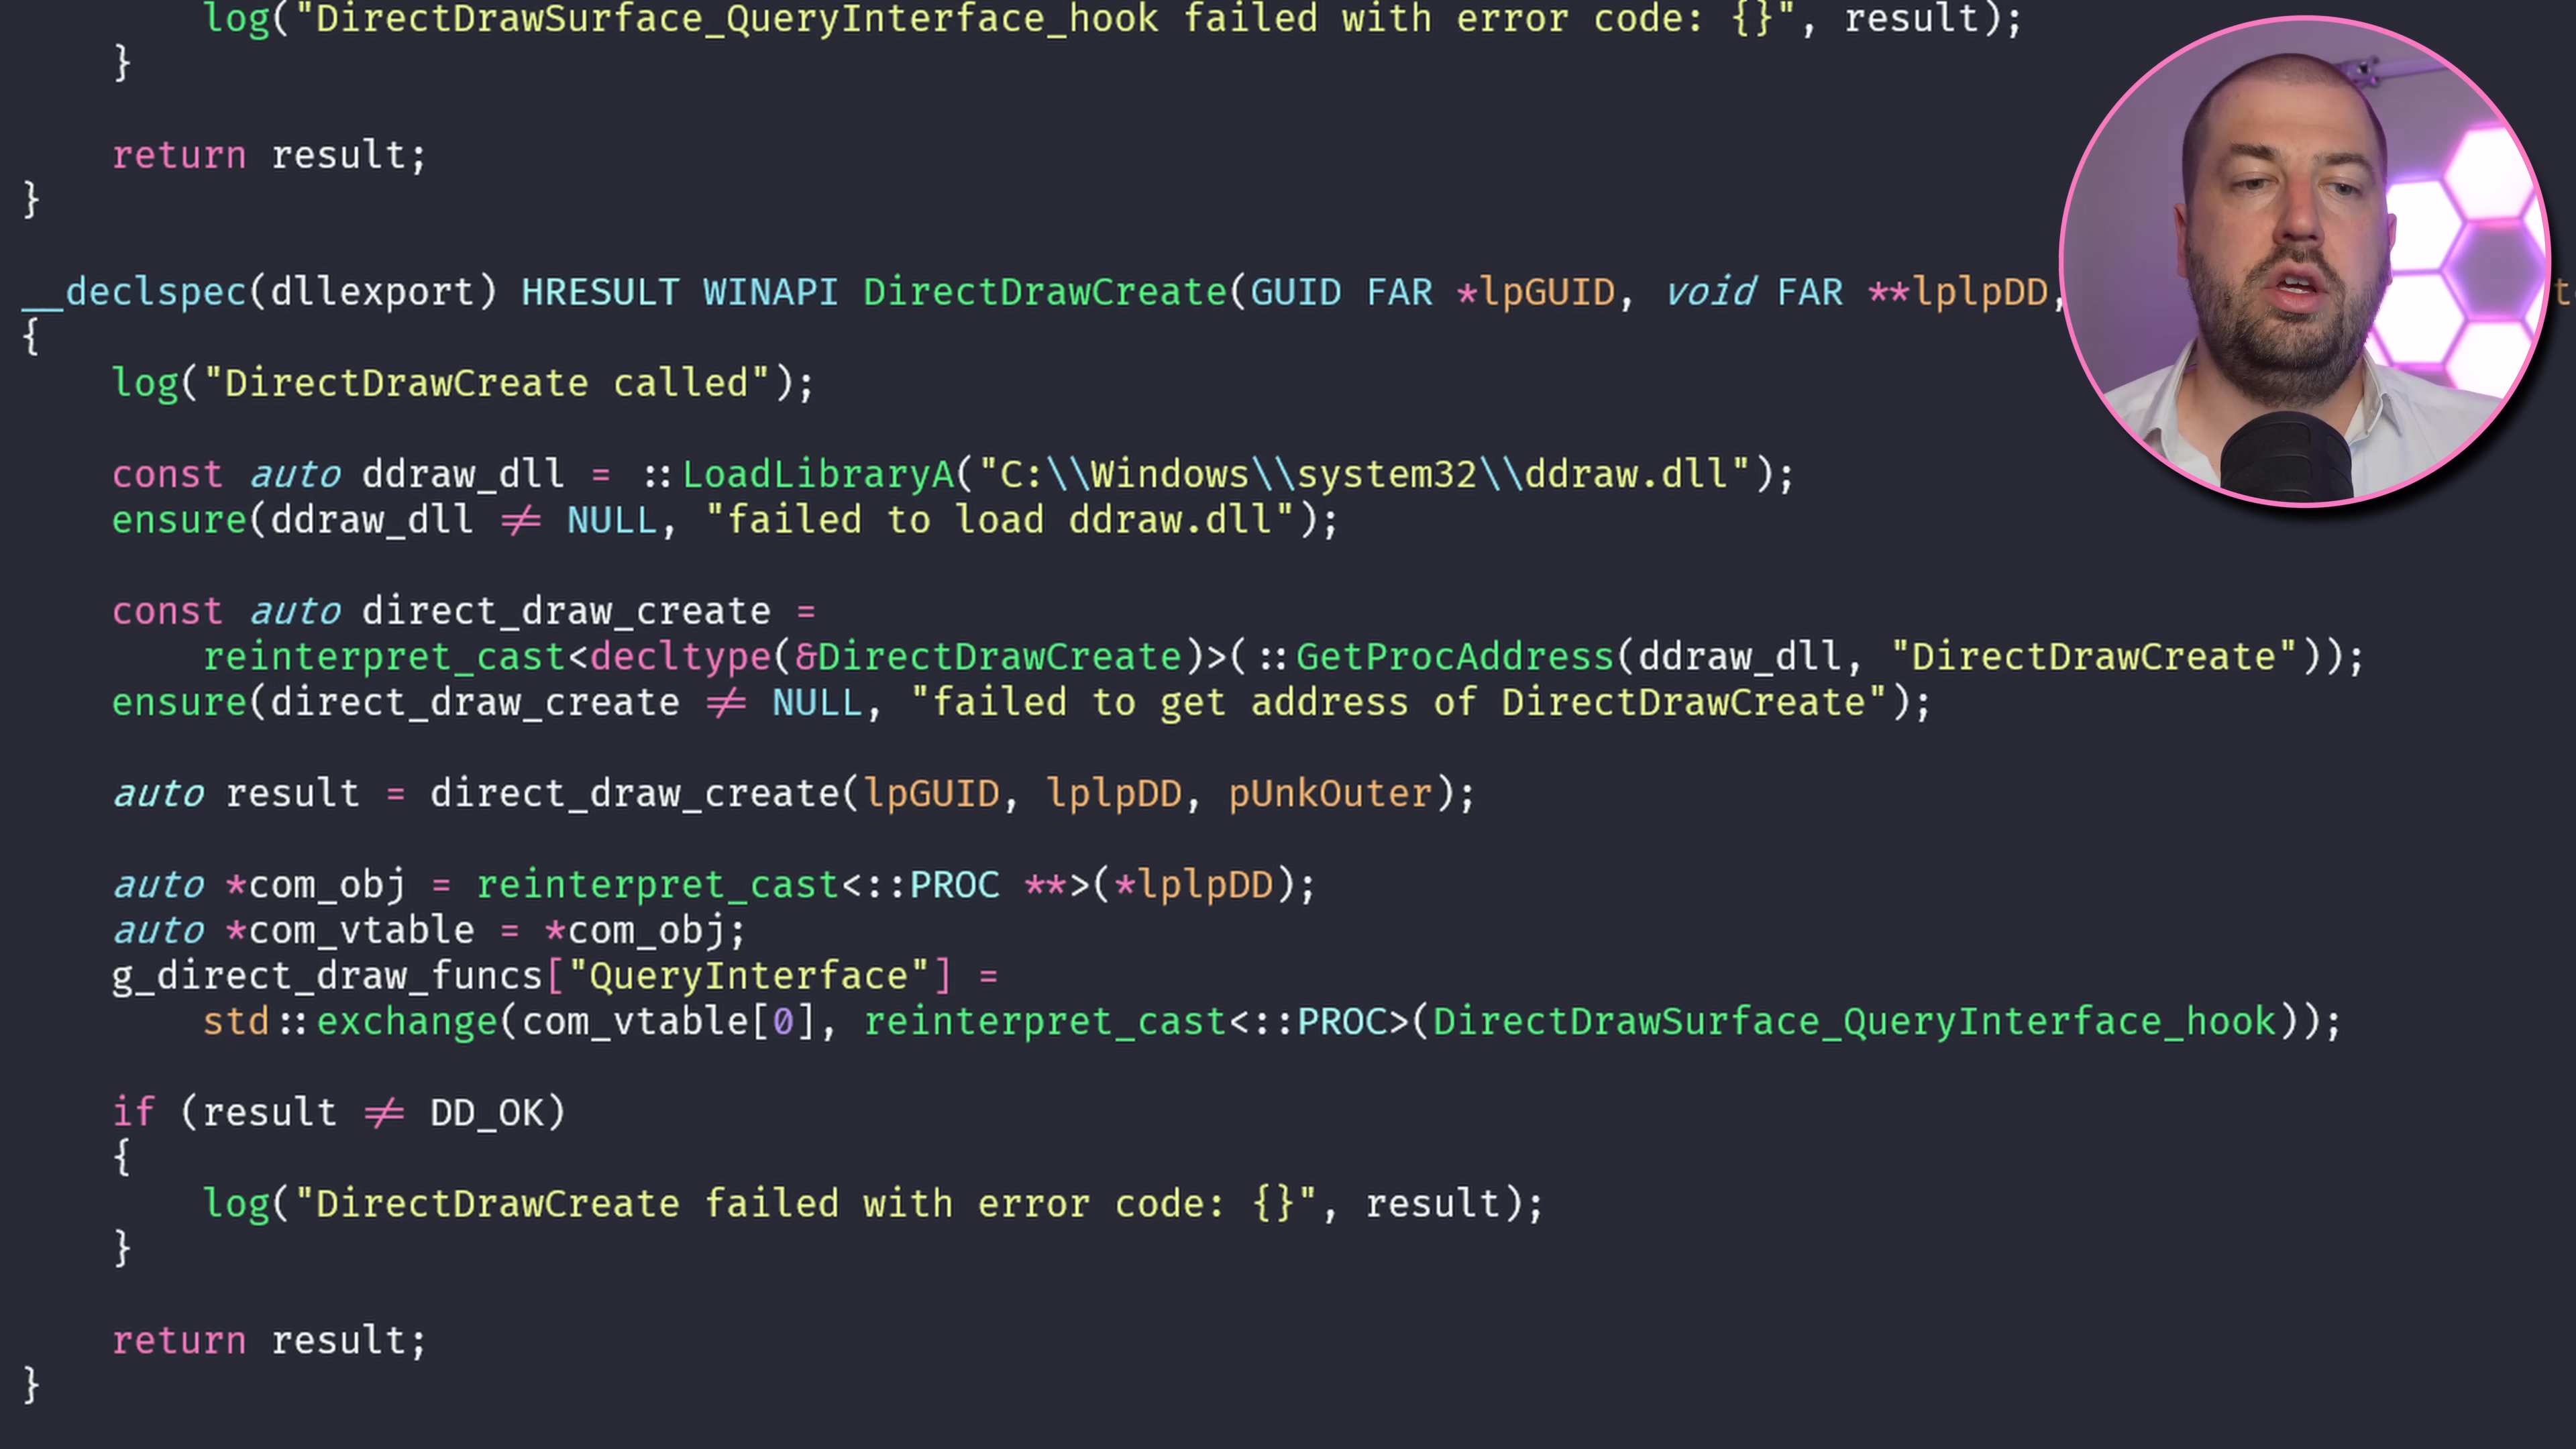 log("DirectDrawSurface_QueryInterface_hook failed with error code: {}", result);
}
return result;
}
__declspec(dllexport) HRESULT WINAPI DirectDrawCreate(GUID FAR *lpGUID, void FAR **lplpDD,
{
log("DirectDrawCreate called");
const auto ddraw_dll = ::LoadLibraryA("C:\\Windows\\system32\\ddraw.dll");
ensure(ddraw_dll ≠ NULL, "failed to load ddraw.dll");
const auto direct_draw_create =
reinterpret_cast<decltype(&DirectDrawCreate)>(::GetProcAddress(ddraw_dll, "DirectDrawCreate"));
ensure(direct_draw_create ≠ NULL, "failed to get address of DirectDrawCreate");
auto result = direct_draw_create(lpGUID, lplpDD, pUnkOuter);
auto *com_obj = reinterpret_cast<::PROC **>(*lplpDD);
auto *com_vtable = *com_obj;
g_direct_draw_funcs["QueryInterface"] =
std::exchange(com_vtable[0], reinterpret_cast<::PROC>(DirectDrawSurface_QueryInterface_hook));
if (result ≠ DD_OK)
{
log("DirectDrawCreate failed with error code: {}", result);
}
return result;
}